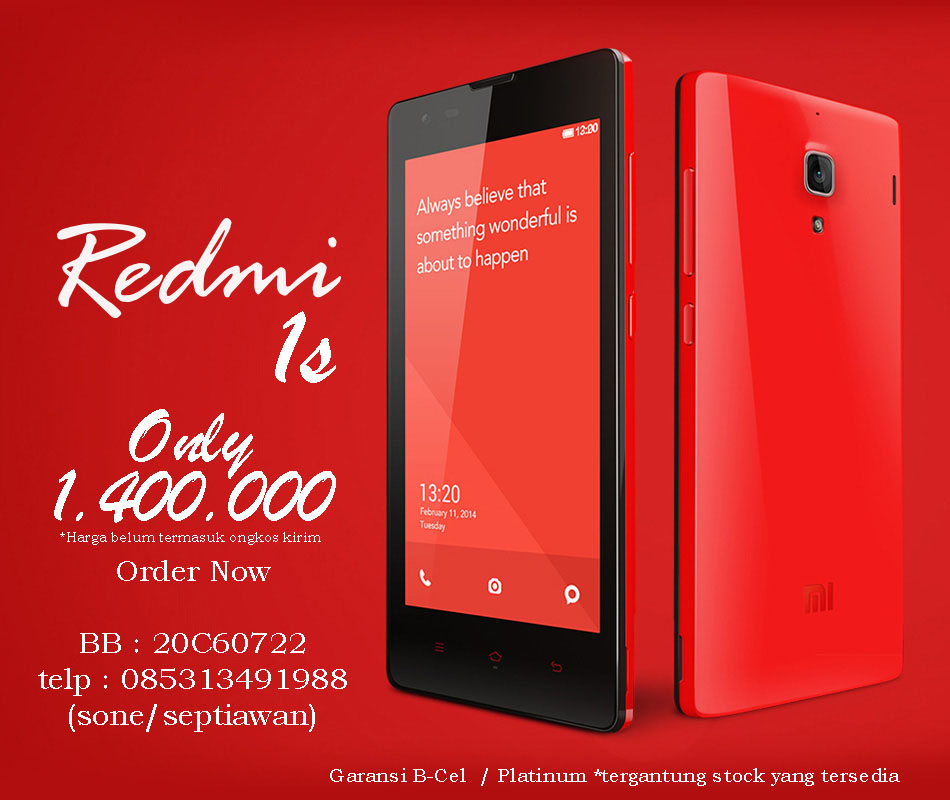 Redmi
1s
Only
1.400.000
*Harga belum termasuk ongkos kirim
Order Now
BB : 20C60722
telp : 085313491988
(sone/septiawan)
13:20
Always believe that
something wonderful is
about to happen
13:20
February 11, 2014
Tuesday
mi
Garansi B-Cel / Platinum *tergantung stock yang tersedia